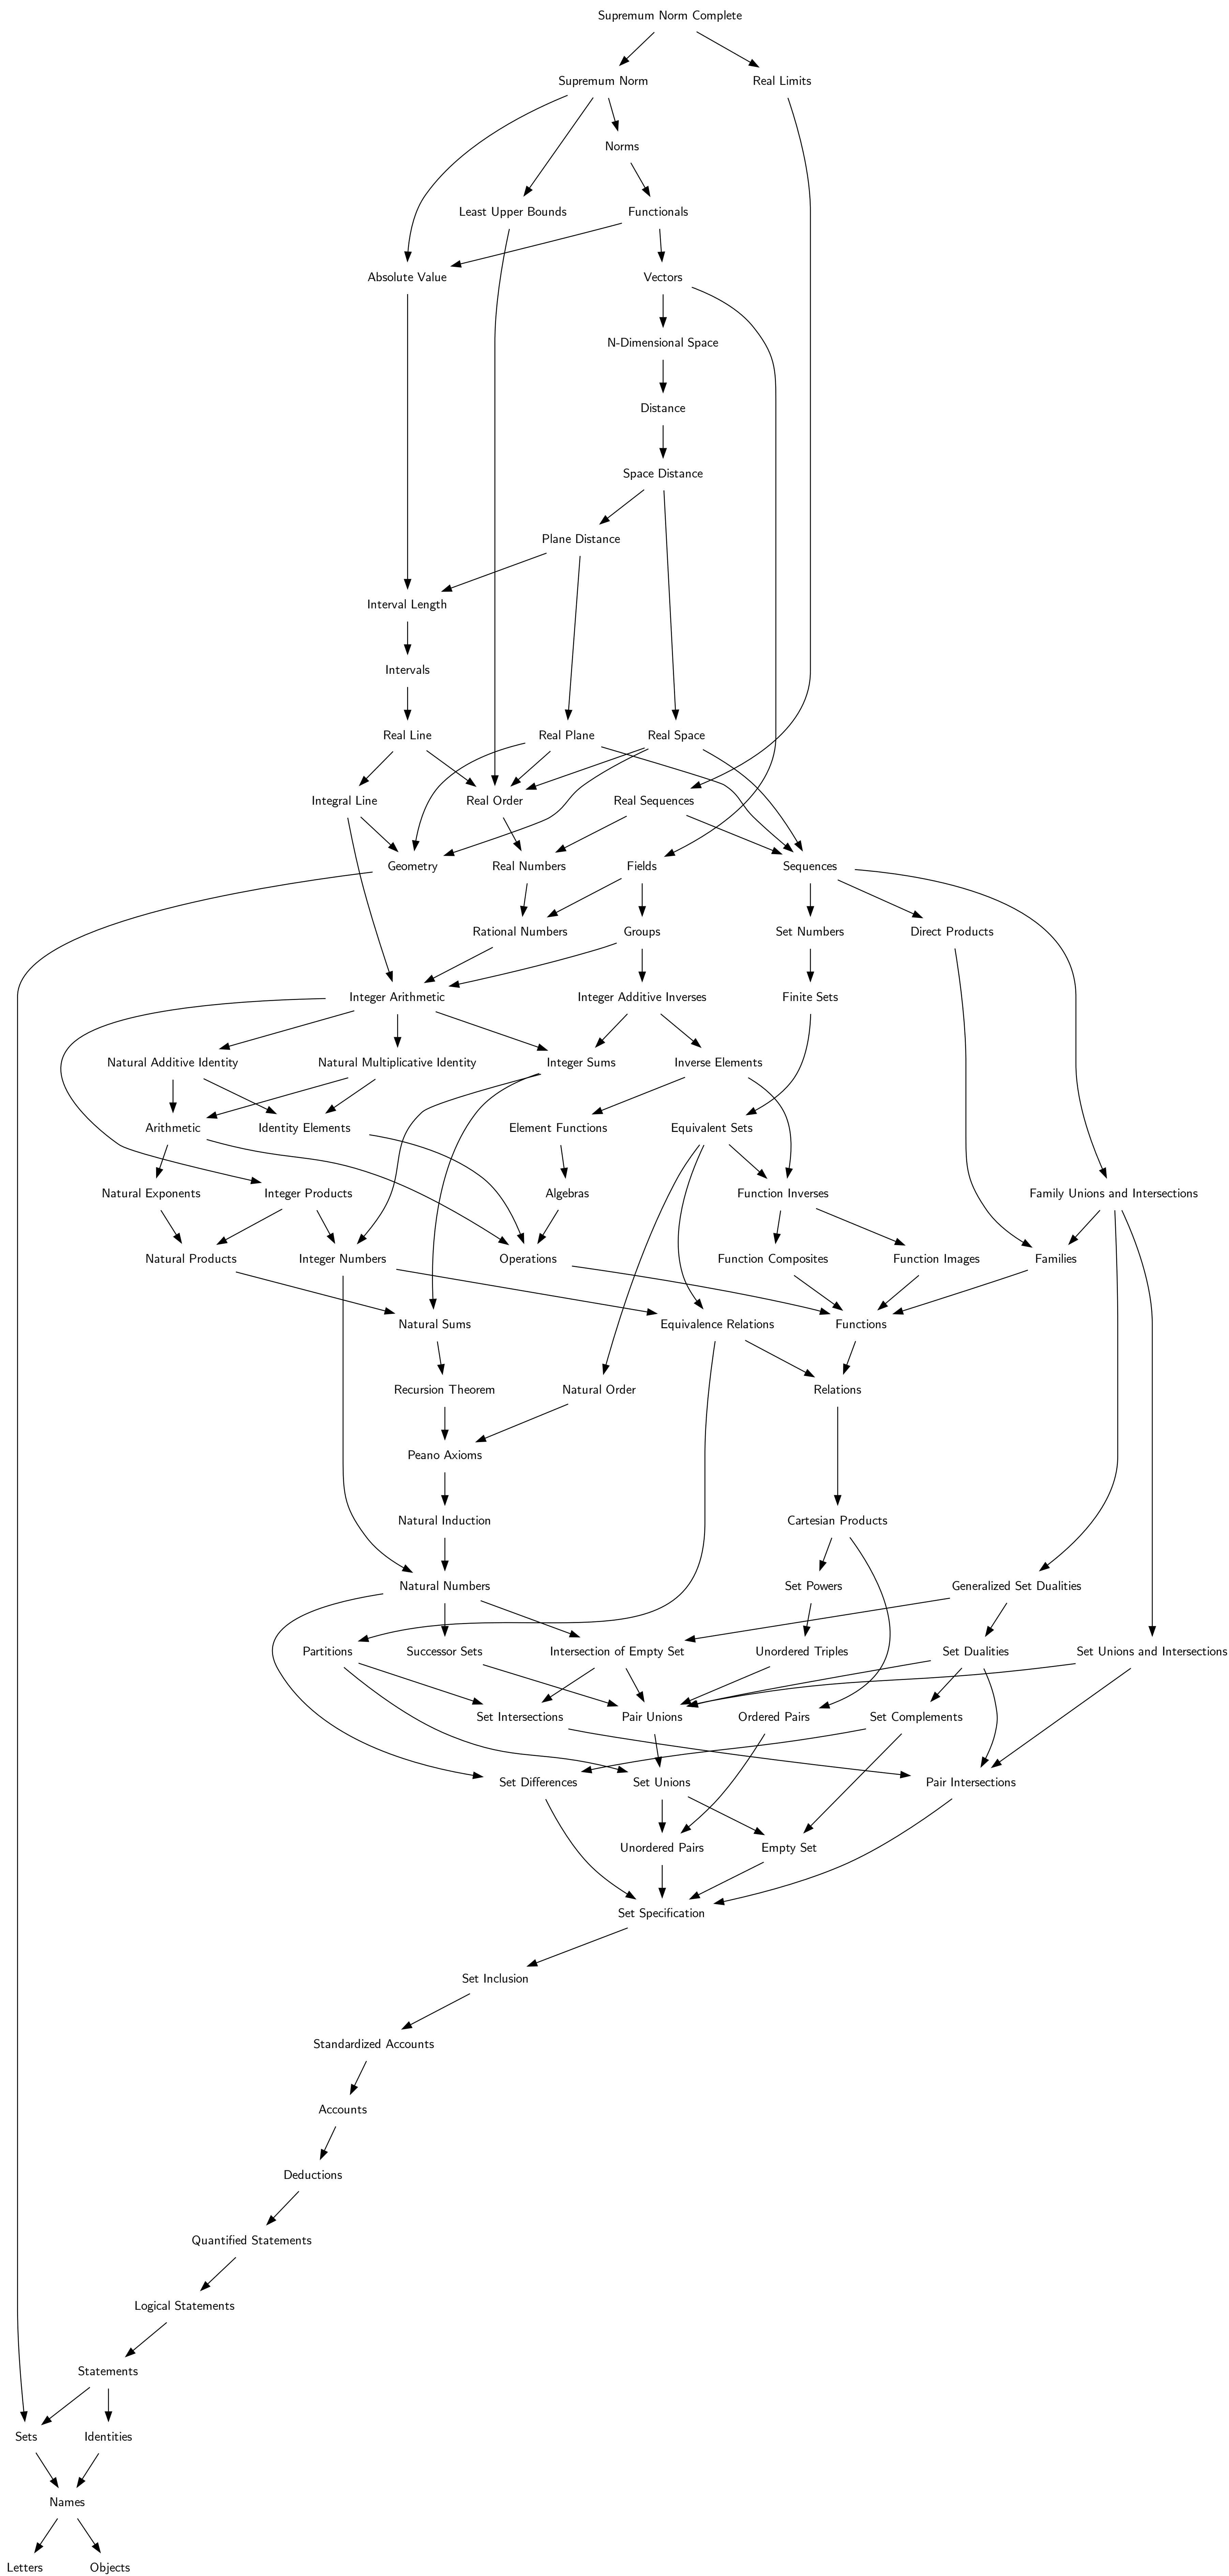 Supremum Norm Complete
Supremum Norm
Real Limits
Norms
Least Upper Bounds
Functionals
Absolute Value
Vectors
N-Dimensional Space
Distance
Space Distance
Plane Distance
Interval Length
Intervals
Real Line
Real Plane
Real Space
Integral Line
Real Order
Real Sequences
Geometry
Real Numbers
Fields
Sequences
Rational Numbers
Groups
Set Numbers
Direct Products
Integer Arithmetic
Integer Additive Inverses
Finite Sets
Natural Additive Identity
Natural Multiplicative Identity
Integer Sums
Inverse Elements
Arithmetic
Identity Elements
Element Functions
Equivalent Sets
Natural Exponents
Integer Products
Algebras
Function Inverses
Family Unions and Intersections
Natural Products
Integer Numbers
Operations
Function Composites
Function Images
Families
Natural Sums
Equivalence Relations
Functions
Recursion Theorem
Natural Order
Relations
Peano Axioms
Natural Induction
Cartesian Products
Natural Numbers
Set Powers
Generalized Set Dualities
Partitions
Successor Sets
Intersection of Empty Set
Unordered Triples
Set Dualities
Set Unions and Intersections
Set Intersections
Pair Unions
Ordered Pairs
Set Complements
Set Differences
Set Unions
Pair Intersections
Unordered Pairs
Empty Set
Set Specification
Set Inclusion
Standardized Accounts
Accounts
Deductions
Quantified Statements
Logical Statements
Statements
Sets
Identities
Names
Letters
Objects